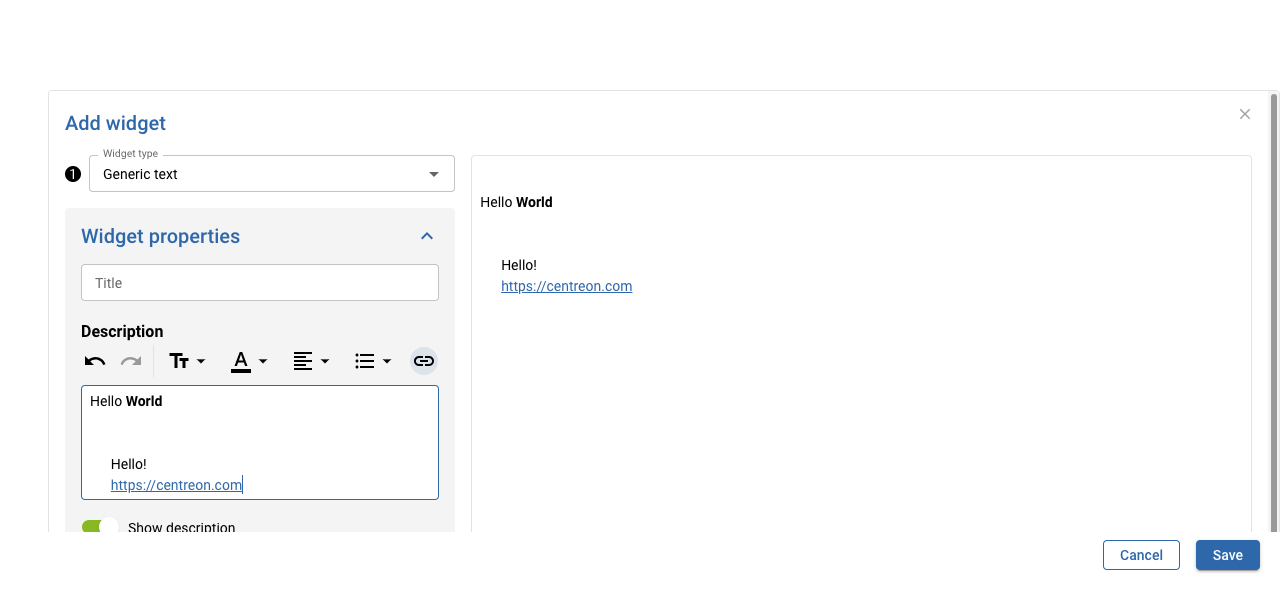 Add widget
Widget type
1
Generic text
Widget properties
Title
Description
Hello World
Hello!
https://centreon.com
Show description
Hello World
Hello!
https://centreon.com
Cancel
Save